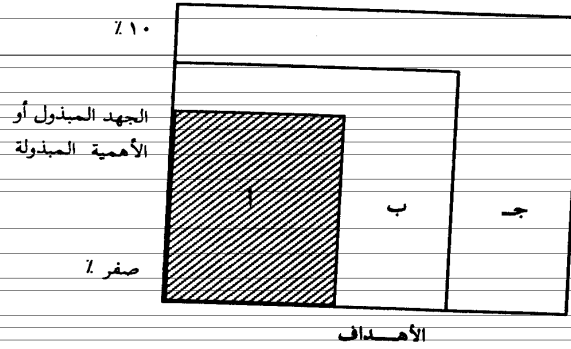 ١٠ ٪
الجهد المبذول أو
الأهمية المبذولة
أ
ب
جـ
صفر ٪
الأهـــداف